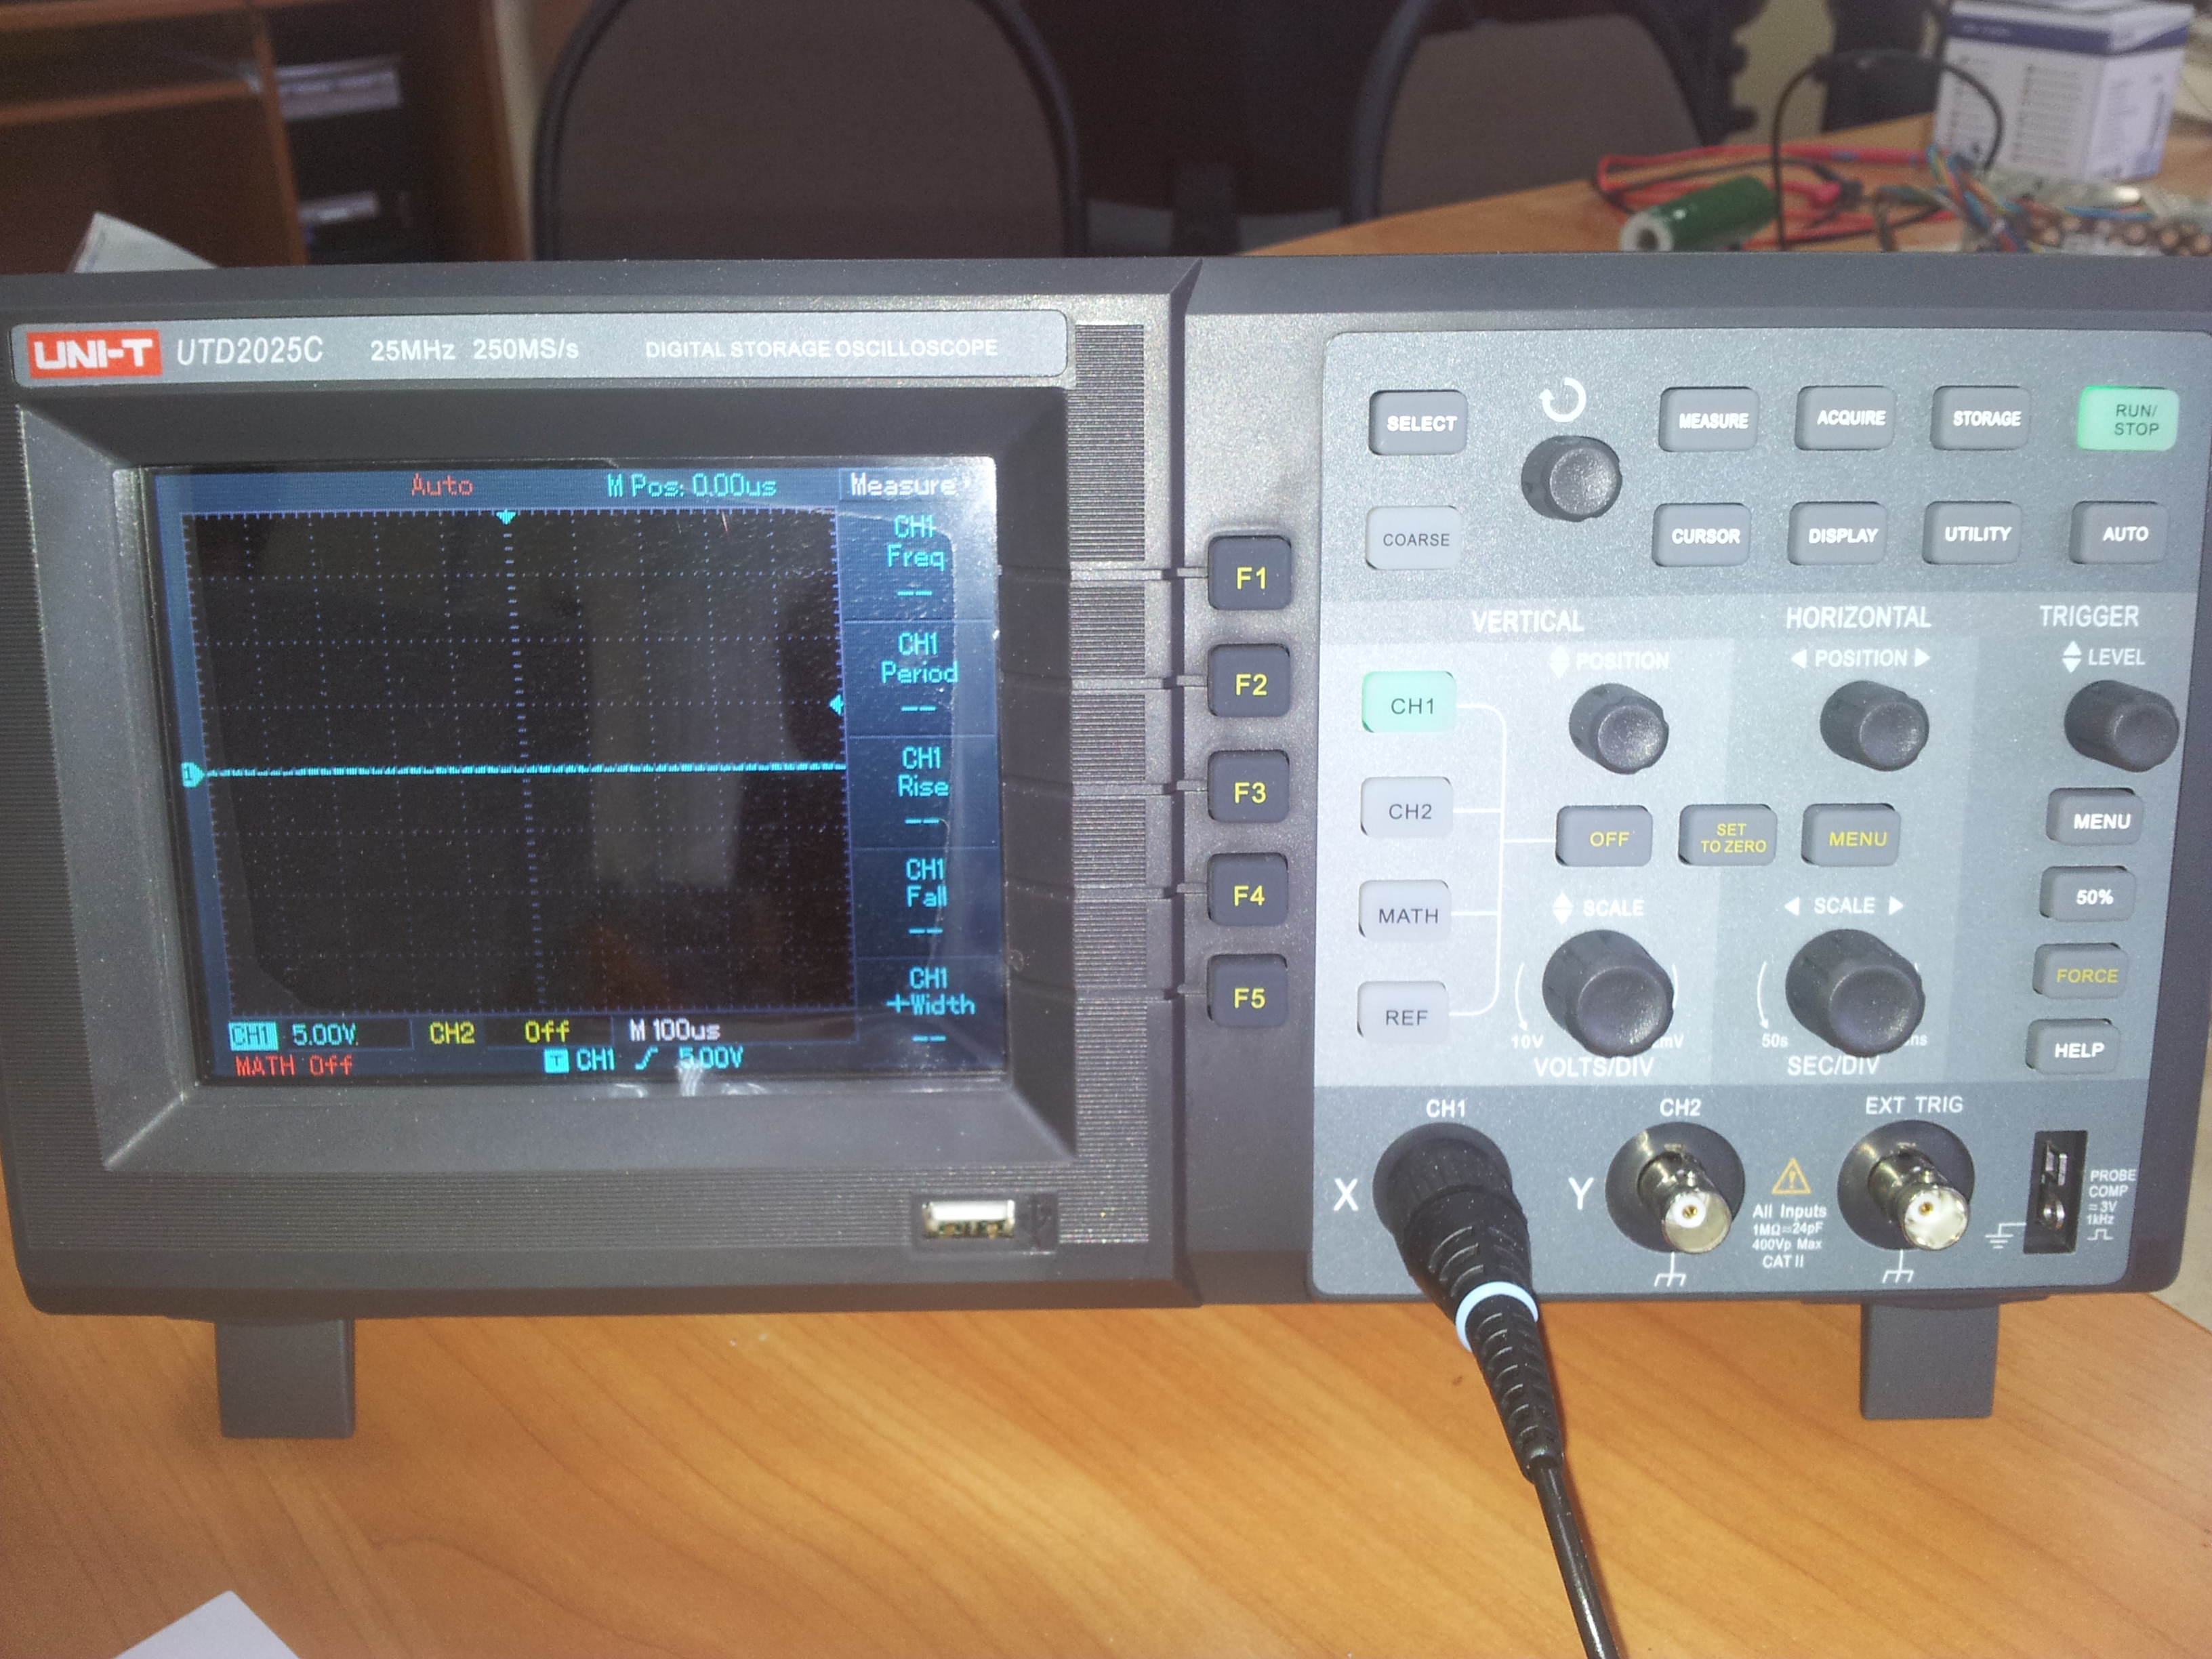 UNI-T UTD2025C 25MHz 250MS/s DIGITAL STORAGE OSCILLOSCOPE
Auto M Pos: 0.00us Measure
CH1
Freq
--
CH1
Period
--
CH1
Rise
--
CH1
Fall
--
CH1
+Width
--
1
CH1 5.00V CH2 Off M 100us
MATH Off T CH1 5.00V
F1
F2
F3
F4
F5
SELECT MEASURE ACQUIRE STORAGE RUN/
STOP
COARSE CURSOR DISPLAY UTILITY AUTO
VERTICAL HORIZONTAL TRIGGER
POSITION POSITION LEVEL
CH1
CH2
MATH
REF
OFF SET
TO ZERO MENU
MENU
50%
FORCE
HELP
SCALE SCALE
10V 50s
VOLTS/DIV SEC/DIV
CH1 CH2 EXT TRIG
X Y
All Inputs
1MΩ=24pF
400Vp Max
CAT II
PROBE
COMP
≈3V
1kHz